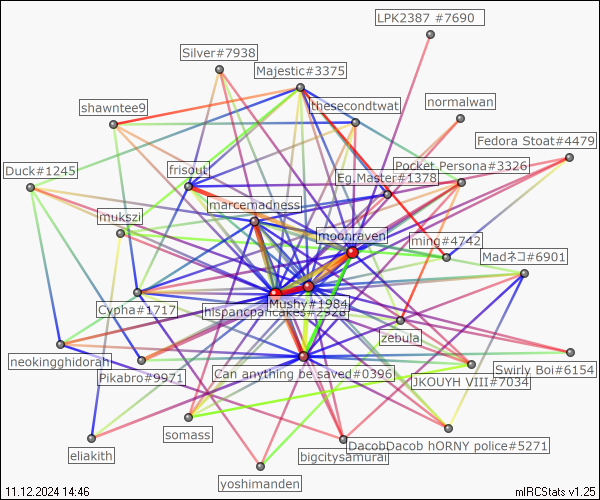 LPK2387 #7690
Silver#7938
Majestic#3375
thesecondtwat
normalwan
shawntee9
Fedora Stoat#4479
Duck#1245
frisout
Pocket Persona#3326
Eg.Master#1378
marcemadness
mukszi
moonraven
ming#4742
Madネコ#6901
Cypha#1717
Mushy#1984
hispancpancakes#2928
zebula
neokingghidorah
Pikabro#9971
Can anything be saved#0396
JKOUYH VIII#7034
Swirly Boi#6154
somass
DacobDacob hORNY police#5271
eliakith
bigcitysamurai
yoshimanden
11.12.2024 14:46
mIRCStats v1.25